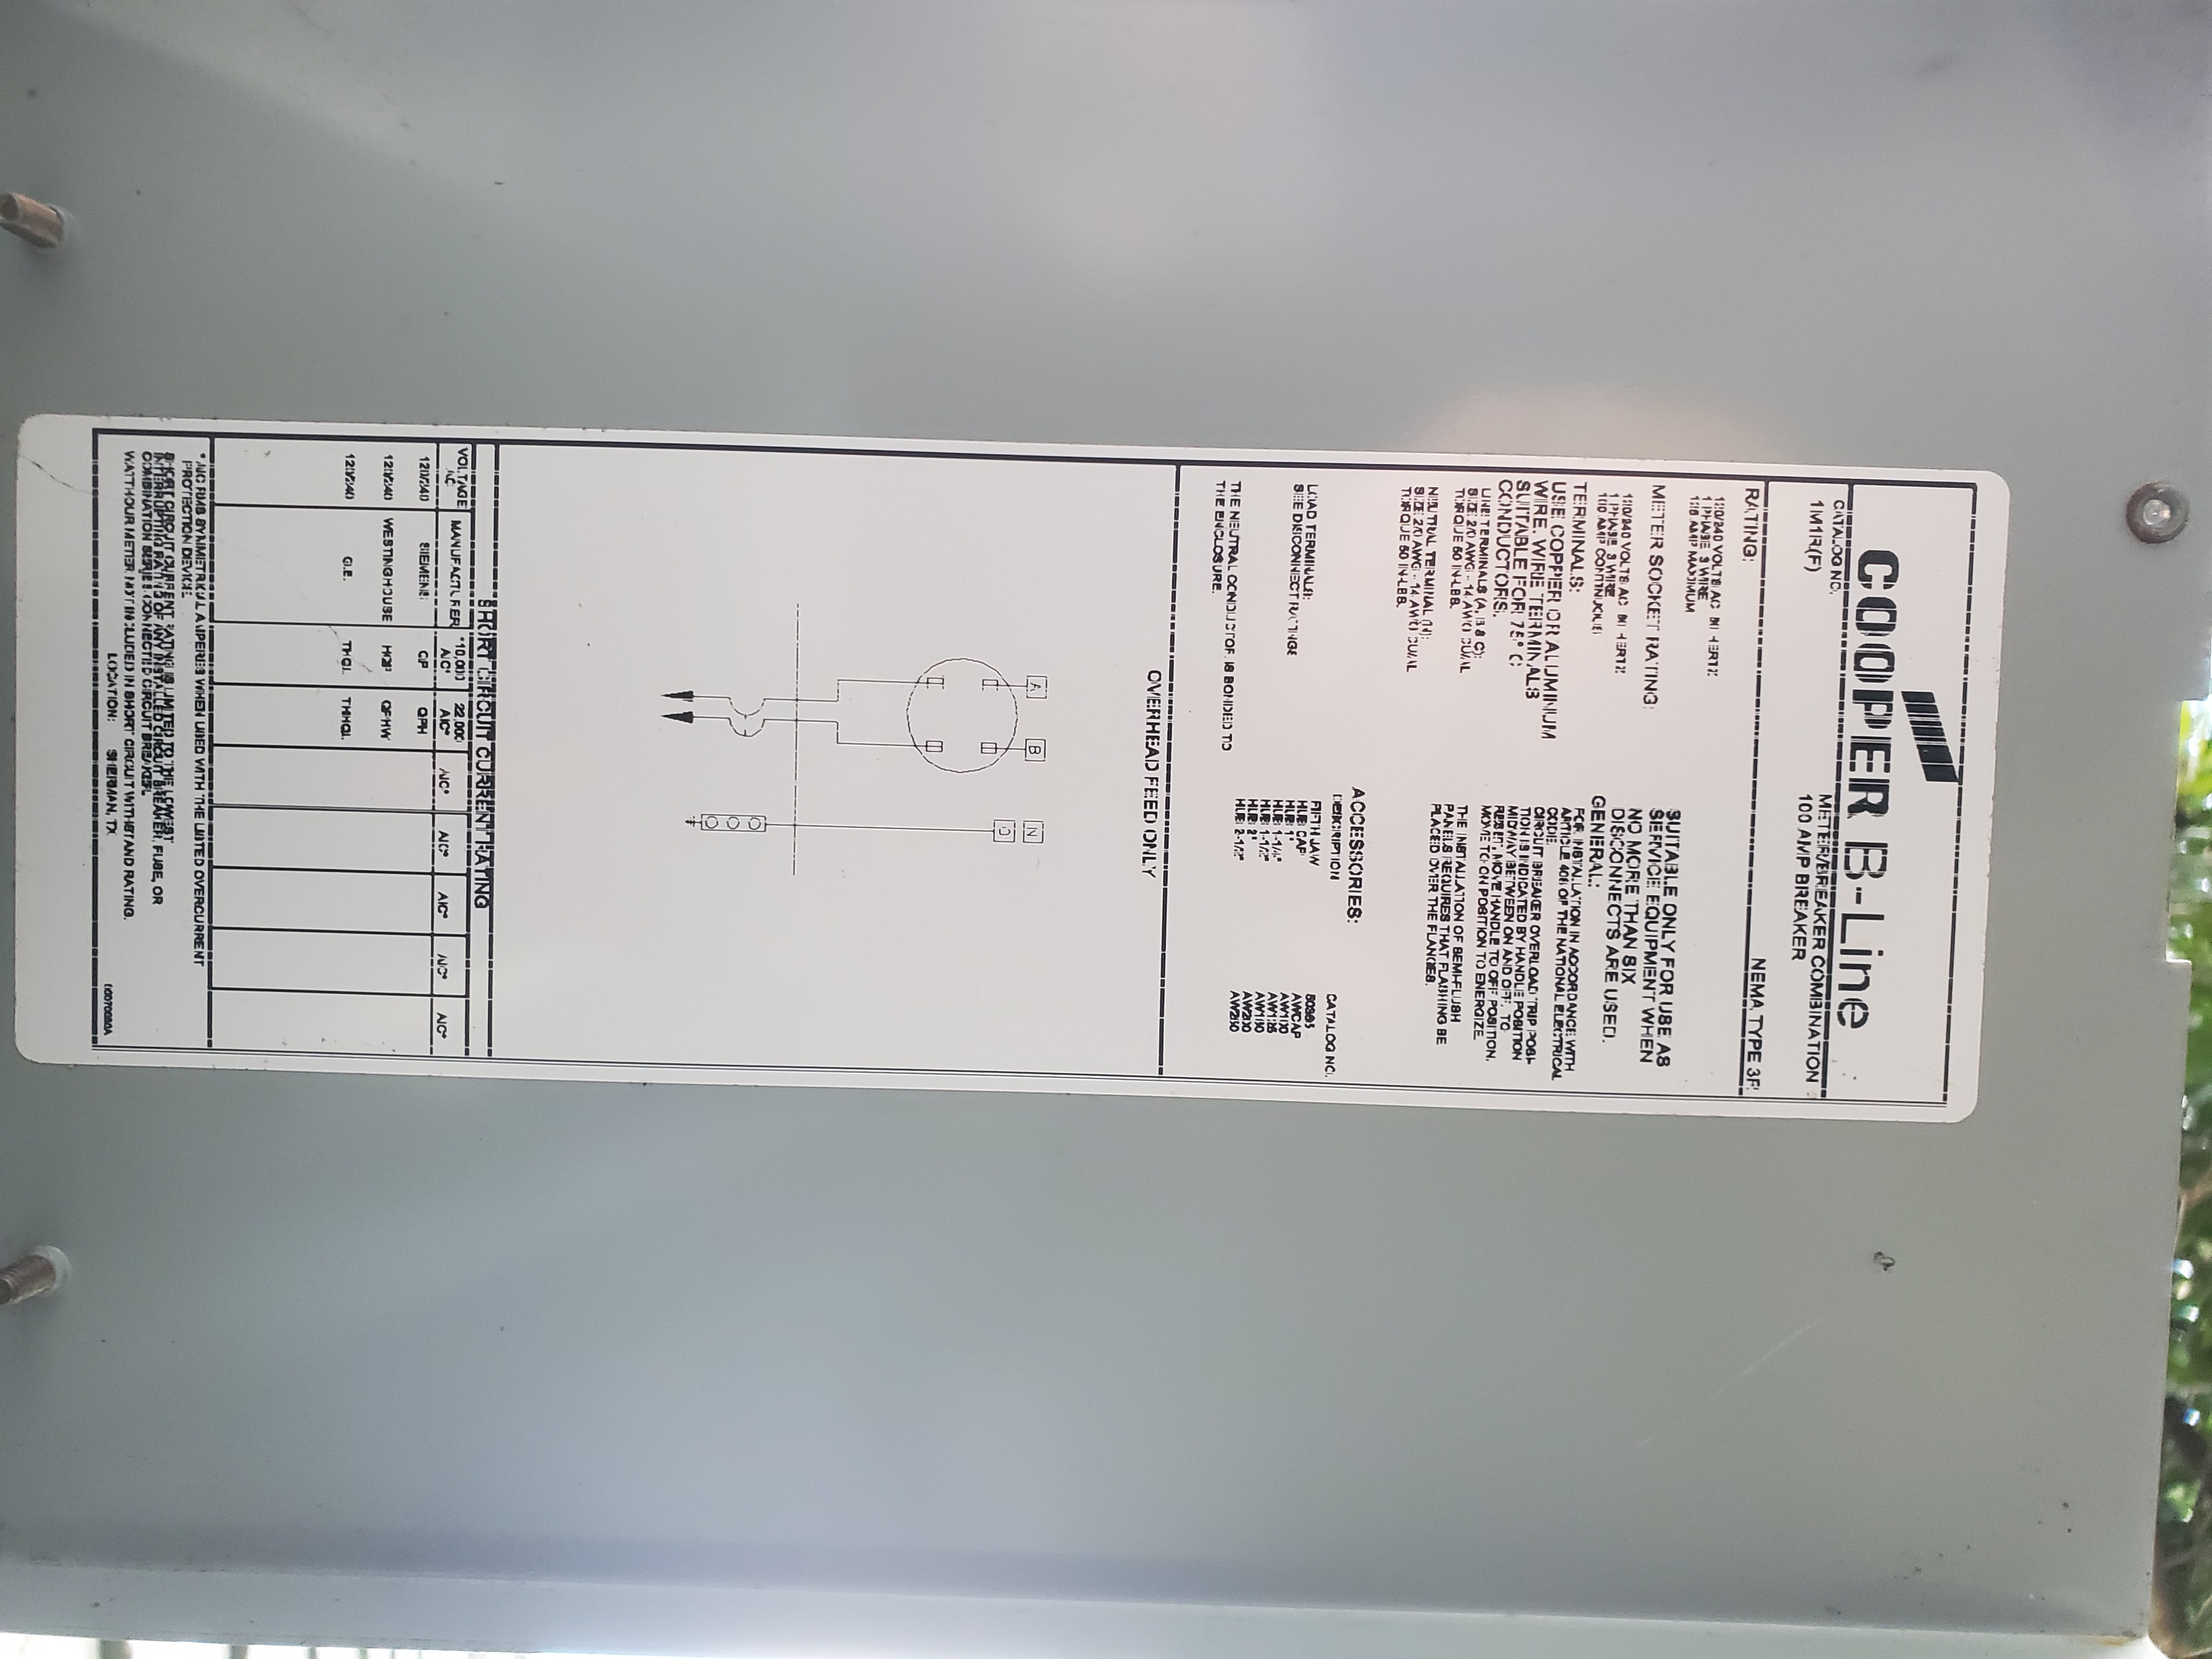 COOPER B-Line
CATALOG NO.
1M1R(F)
METER/BREAKER COMBINATION
100 AMP BREAKER
NEMA TYPE 3R
RATING:
120/240 VOLTS AC 60 HERTZ
1 PHASE 3 WIRE
125 AMP MAXIMUM
METER SOCKET RATING:
120/240 VOLTS AC 60 HERTZ
1 PHASE 3 WIRE
100 AMP CONTINUOUS
TERMINALS:
USE COPPER OR ALUMINUM
WIRE. WIRE TERMINALS
SUITABLE FOR 75° C
CONDUCTORS.
LINE TERMINALS (A, B & C):
SIZE 2/0 AWG - 14 AWG CU/AL
TORQUE 50 IN-LBS.
NEUTRAL TERMINAL (N):
SIZE 2/0 AWG - 14 AWG CU/AL
TORQUE 50 IN-LBS.
LOAD TERMINALS:
SEE DISCONNECT RATINGS
THE NEUTRAL CONDUCTOR IS BONDED TO
THE ENCLOSURE.
SUITABLE ONLY FOR USE AS
SERVICE EQUIPMENT WHEN
NO MORE THAN SIX
DISCONNECTS ARE USED.
GENERAL:
FOR INSTALLATION IN ACCORDANCE WITH
ARTICLE 408 OF THE NATIONAL ELECTRICAL
CODE.
CIRCUIT BREAKER OVERLOAD TRIP POSI-
TION IS INDICATED BY HANDLE POSITION
MIDWAY BETWEEN ON AND OFF. TO
RESET, MOVE HANDLE TO OFF POSITION.
MOVE TO ON POSITION TO ENERGIZE.
THE INSTALLATION OF SEMI-FLUSH
PANELS REQUIRES THAT FLASHING BE
PLACED OVER THE FLANGES.
ACCESSORIES:
DESCRIPTION CATALOG NO.
FIFTH JAW 50365
HUB CAP AWCAP
HUB 1" AW100
HUB 1-1/4" AW125
HUB 1-1/2" AW150
HUB 2" AW200
HUB 2-1/2" AW250
OVERHEAD FEED ONLY
A B N
SHORT CIRCUIT CURRENT RATING
VOLTAGE AC MANUFACTURER *10,000 AIC* 22,000 AIC* AIC* AIC* AIC* AIC* AIC*
120/240 SIEMENS QP QPH
120/240 WESTINGHOUSE HQP QPHW
120/240 G.E. THQL THHQL
* AIC RMS SYMMETRICAL AMPERES WHEN USED WITH THE LISTED OVERCURRENT
PROTECTION DEVICE.
SHORT CIRCUIT CURRENT RATING IS LIMITED TO THE LOWEST
INTERRUPTING RATING OF ANY INSTALLED CIRCUIT BREAKER, FUSE, OR
COMBINATION SERIES CONNECTED CIRCUIT BREAKER.
WATTHOUR METER NOT INCLUDED IN SHORT CIRCUIT WITHSTAND RATING.
LOCATION: SHERMAN, TX